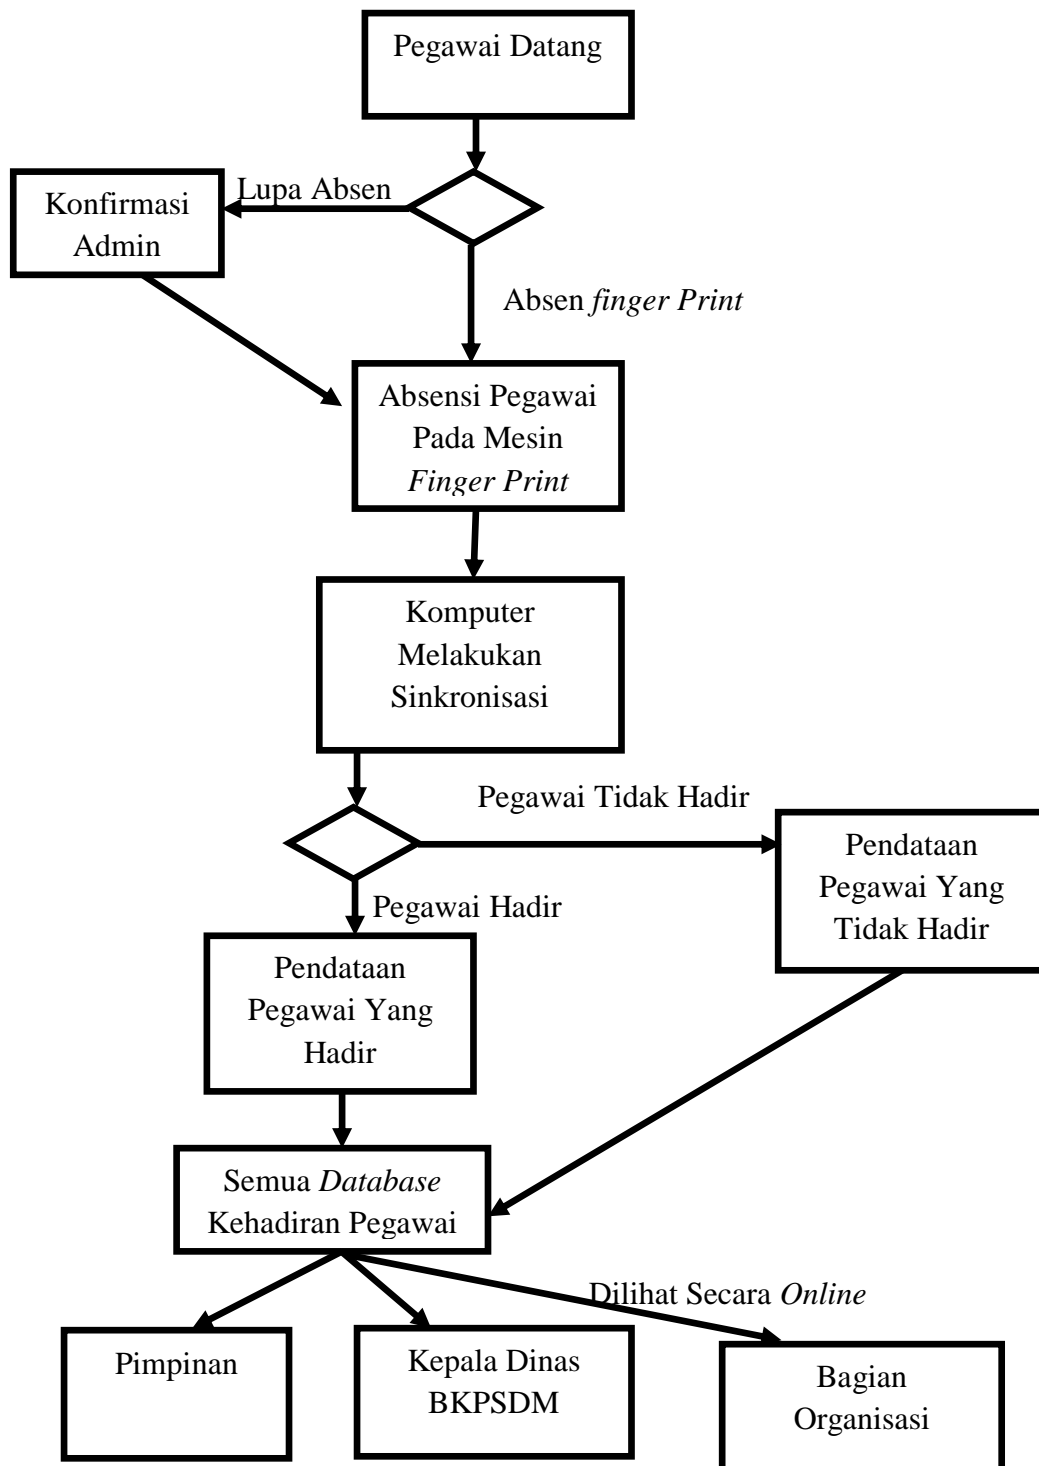 Pegawai Datang
Lupa Absen
Konfirmasi
Admin
Absen finger Print
Absensi Pegawai
Pada Mesin
Finger Print
Komputer
Melakukan
Sinkronisasi
Pegawai Tidak Hadir
Pendataan
Pegawai Yang
Tidak Hadir
Pegawai Hadir
Pendataan
Pegawai Yang
Hadir
Semua Database
Kehadiran Pegawai
Dilihat Secara Online
Pimpinan
Kepala Dinas
BKPSDM
Bagian
Organisasi